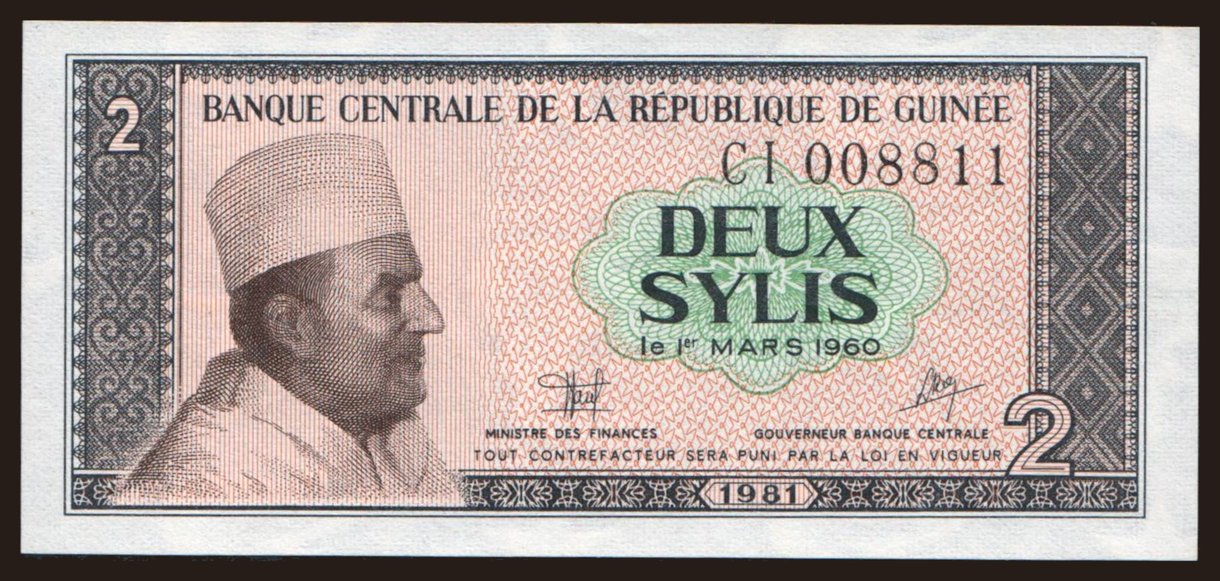 2
BANQUE CENTRALE DE LA RÉPUBLIQUE DE GUINÉE
CI 008811
DEUX
SYLIS
le 1er MARS 1960
MINISTRE DES FINANCES GOUVERNEUR BANQUE CENTRALE
TOUT CONTREFACTEUR SERA PUNI PAR LA LOI EN VIGUEUR
2
1981